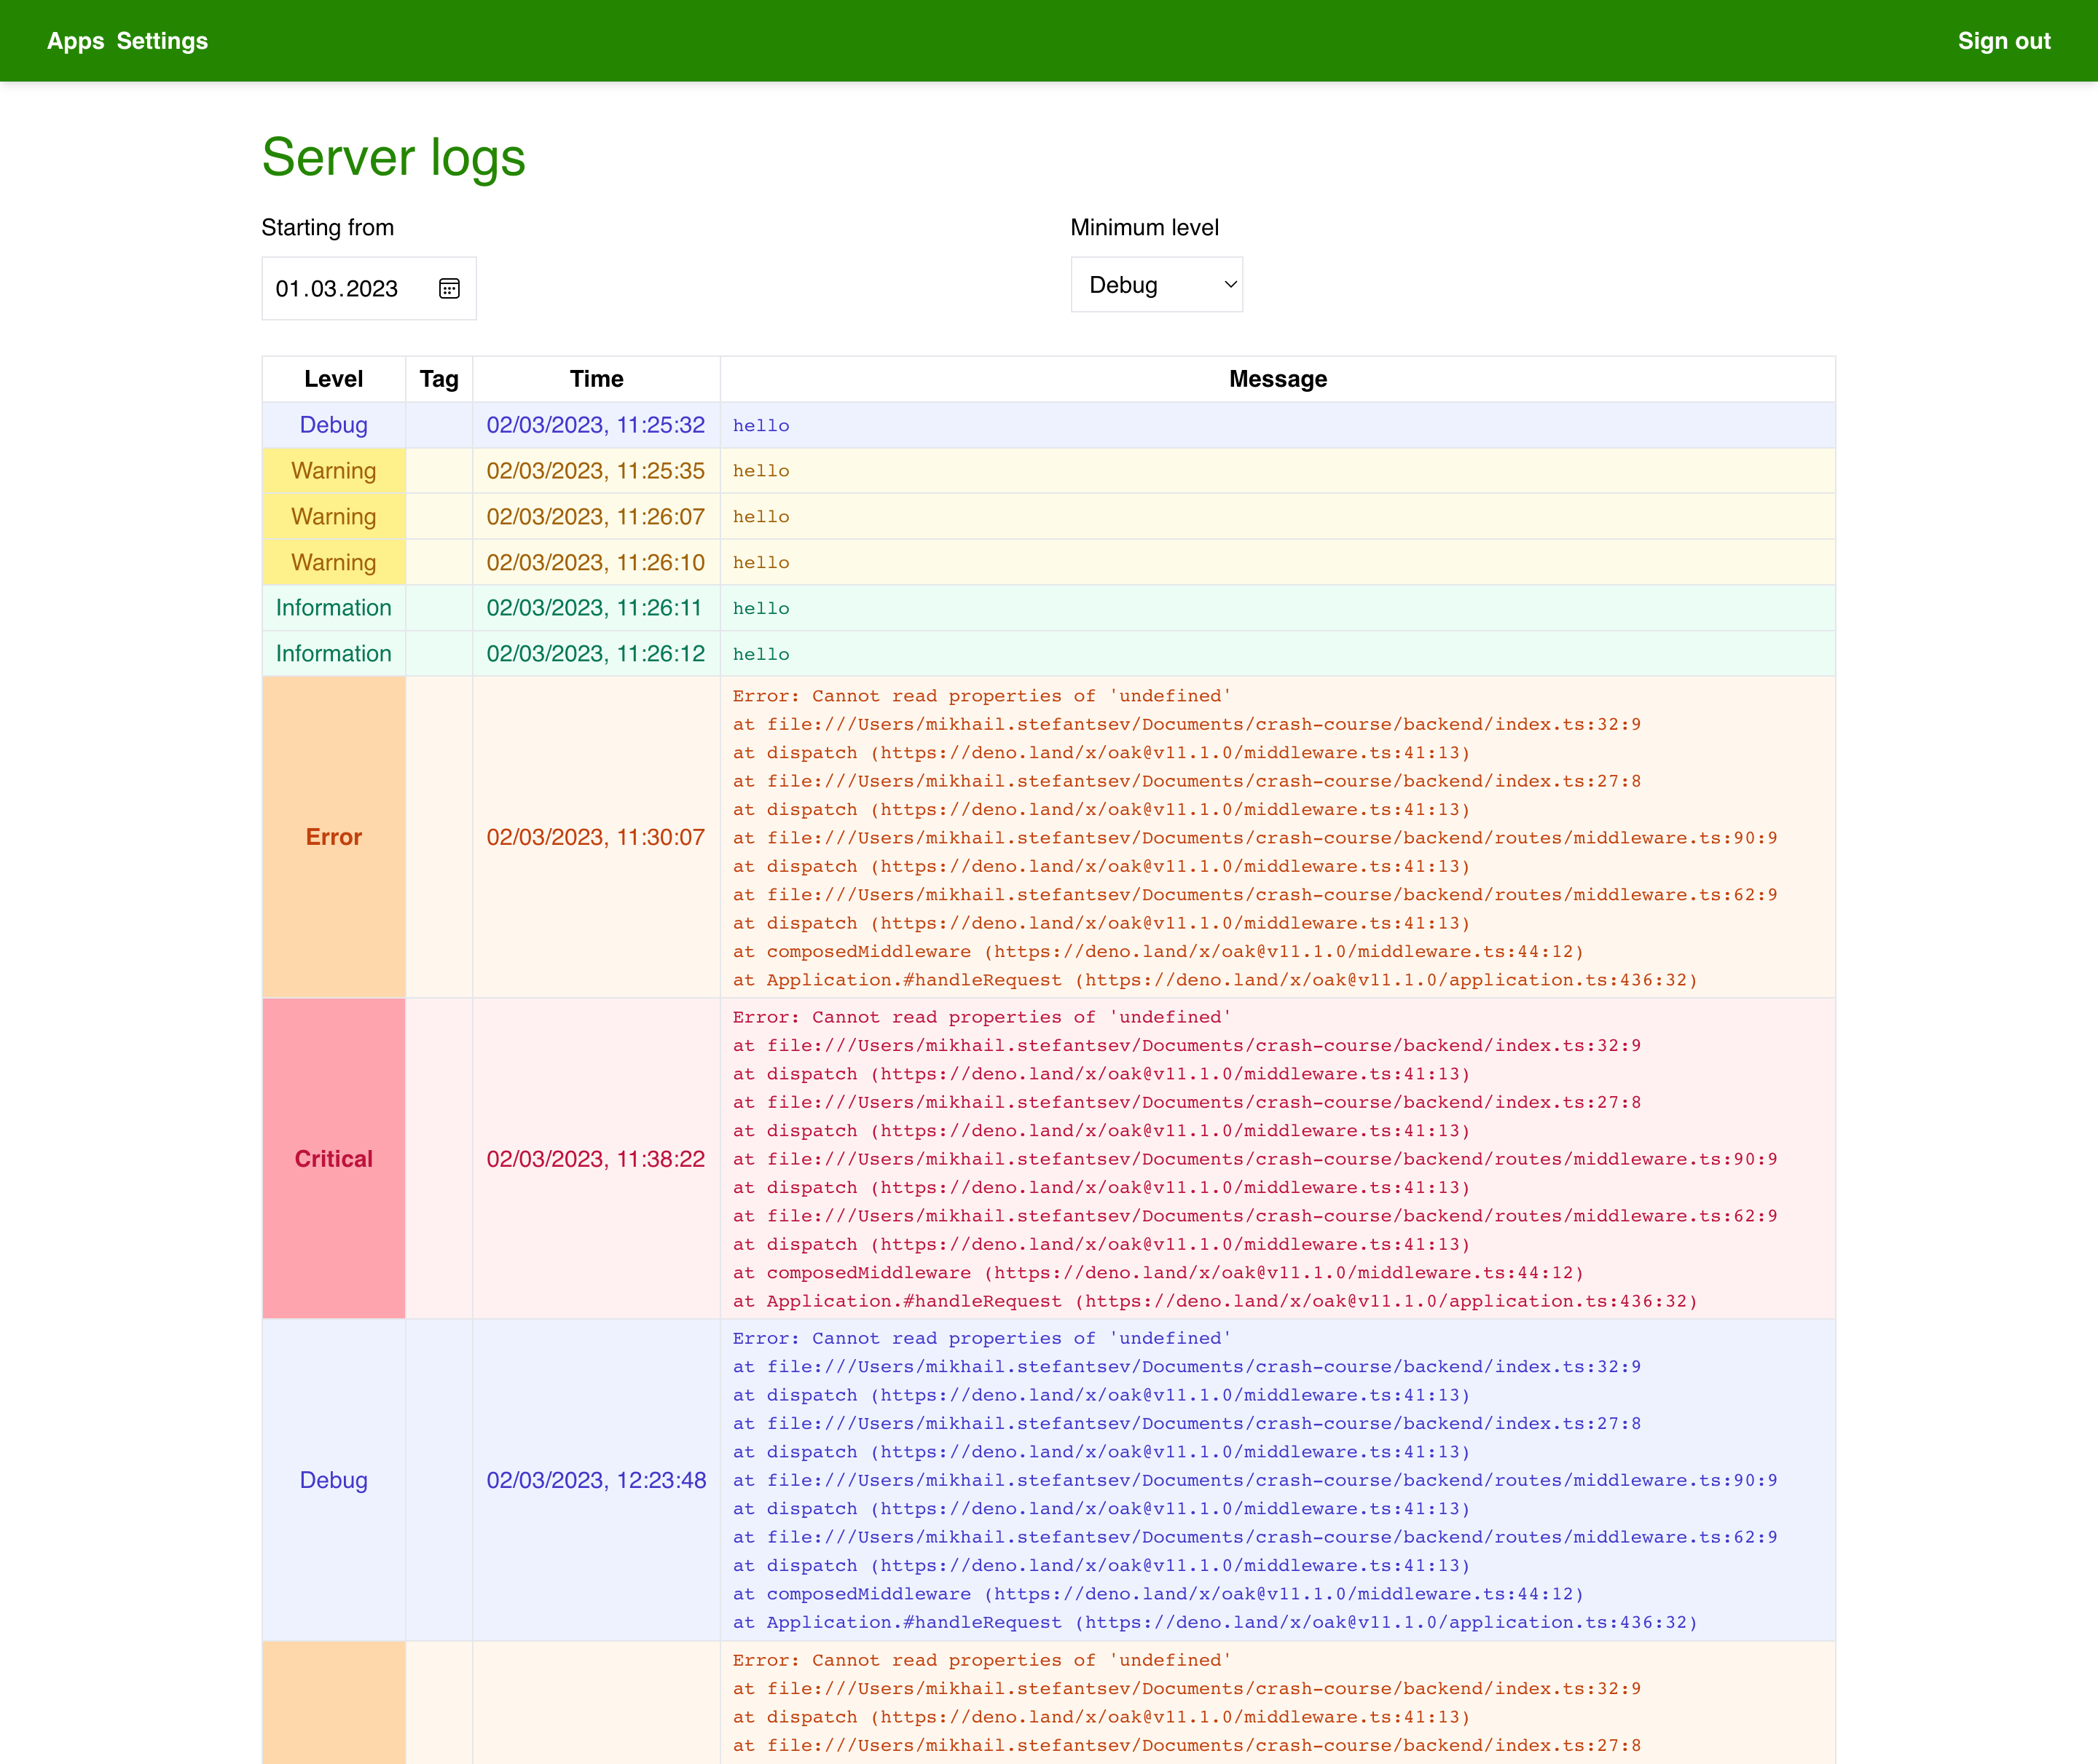 Apps Settings Sign out
Server logs
Starting from Minimum level
01.03.2023 Debug
Level Tag Time Message
Debug 02/03/2023, 11:25:32 hello
Warning 02/03/2023, 11:25:35 hello
Warning 02/03/2023, 11:26:07 hello
Warning 02/03/2023, 11:26:10 hello
Information 02/03/2023, 11:26:11 hello
Information 02/03/2023, 11:26:12 hello
Error 02/03/2023, 11:30:07
Error: Cannot read properties of 'undefined'
at file:///Users/mikhail.stefantsev/Documents/crash-course/backend/index.ts:32:9
at dispatch (https://deno.land/x/oak@v11.1.0/middleware.ts:41:13)
at file:///Users/mikhail.stefantsev/Documents/crash-course/backend/index.ts:27:8
at dispatch (https://deno.land/x/oak@v11.1.0/middleware.ts:41:13)
at file:///Users/mikhail.stefantsev/Documents/crash-course/backend/routes/middleware.ts:90:9
at dispatch (https://deno.land/x/oak@v11.1.0/middleware.ts:41:13)
at file:///Users/mikhail.stefantsev/Documents/crash-course/backend/routes/middleware.ts:62:9
at dispatch (https://deno.land/x/oak@v11.1.0/middleware.ts:41:13)
at composedMiddleware (https://deno.land/x/oak@v11.1.0/middleware.ts:44:12)
at Application.#handleRequest (https://deno.land/x/oak@v11.1.0/application.ts:436:32)
Critical 02/03/2023, 11:38:22
Error: Cannot read properties of 'undefined'
at file:///Users/mikhail.stefantsev/Documents/crash-course/backend/index.ts:32:9
at dispatch (https://deno.land/x/oak@v11.1.0/middleware.ts:41:13)
at file:///Users/mikhail.stefantsev/Documents/crash-course/backend/index.ts:27:8
at dispatch (https://deno.land/x/oak@v11.1.0/middleware.ts:41:13)
at file:///Users/mikhail.stefantsev/Documents/crash-course/backend/routes/middleware.ts:90:9
at dispatch (https://deno.land/x/oak@v11.1.0/middleware.ts:41:13)
at file:///Users/mikhail.stefantsev/Documents/crash-course/backend/routes/middleware.ts:62:9
at dispatch (https://deno.land/x/oak@v11.1.0/middleware.ts:41:13)
at composedMiddleware (https://deno.land/x/oak@v11.1.0/middleware.ts:44:12)
at Application.#handleRequest (https://deno.land/x/oak@v11.1.0/application.ts:436:32)
Debug 02/03/2023, 12:23:48
Error: Cannot read properties of 'undefined'
at file:///Users/mikhail.stefantsev/Documents/crash-course/backend/index.ts:32:9
at dispatch (https://deno.land/x/oak@v11.1.0/middleware.ts:41:13)
at file:///Users/mikhail.stefantsev/Documents/crash-course/backend/index.ts:27:8
at dispatch (https://deno.land/x/oak@v11.1.0/middleware.ts:41:13)
at file:///Users/mikhail.stefantsev/Documents/crash-course/backend/routes/middleware.ts:90:9
at dispatch (https://deno.land/x/oak@v11.1.0/middleware.ts:41:13)
at file:///Users/mikhail.stefantsev/Documents/crash-course/backend/routes/middleware.ts:62:9
at dispatch (https://deno.land/x/oak@v11.1.0/middleware.ts:41:13)
at composedMiddleware (https://deno.land/x/oak@v11.1.0/middleware.ts:44:12)
at Application.#handleRequest (https://deno.land/x/oak@v11.1.0/application.ts:436:32)
Error: Cannot read properties of 'undefined'
at file:///Users/mikhail.stefantsev/Documents/crash-course/backend/index.ts:32:9
at dispatch (https://deno.land/x/oak@v11.1.0/middleware.ts:41:13)
at file:///Users/mikhail.stefantsev/Documents/crash-course/backend/index.ts:27:8